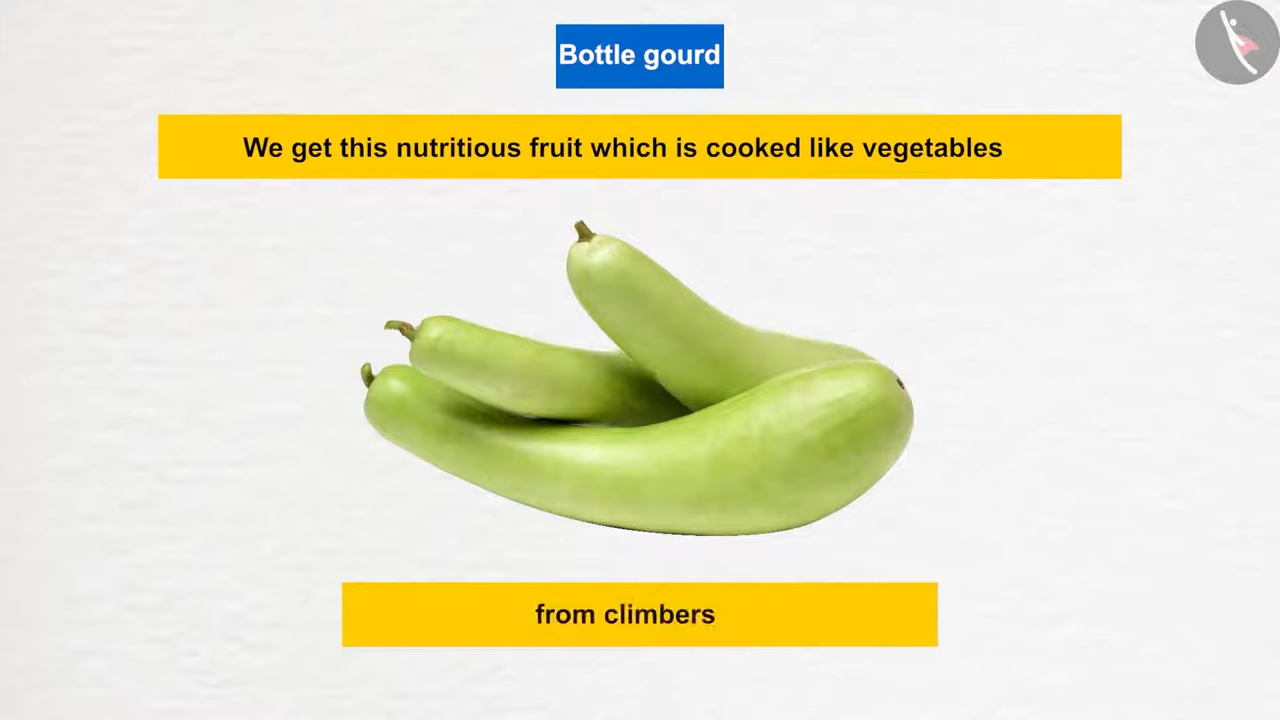 Bottle gourd
We get this nutritious fruit which is cooked like vegetables
from climbers